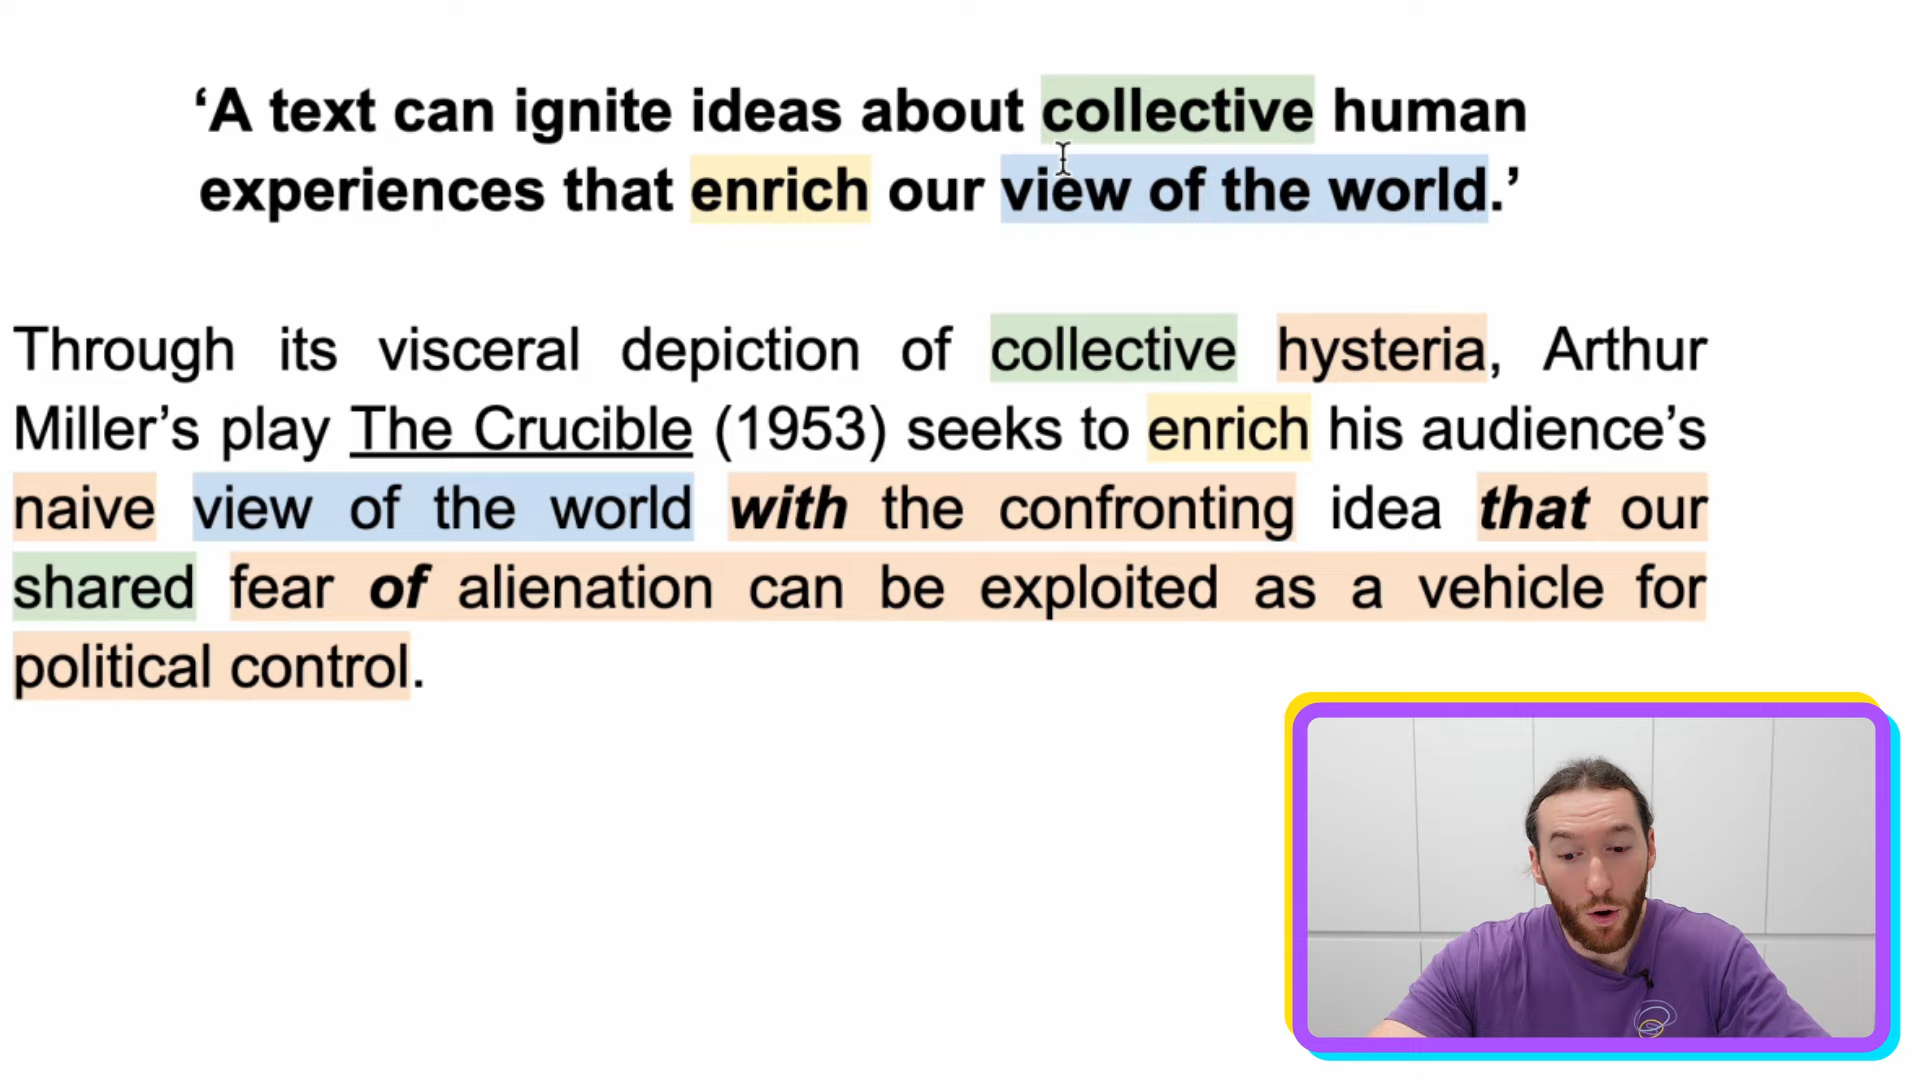 ‘A text can ignite ideas about collective human
experiences that enrich our view of the world.’
Through its visceral depiction of collective hysteria, Arthur
Miller’s play The Crucible (1953) seeks to enrich his audience’s
naive view of the world with the confronting idea that our
shared fear of alienation can be exploited as a vehicle for
political control.